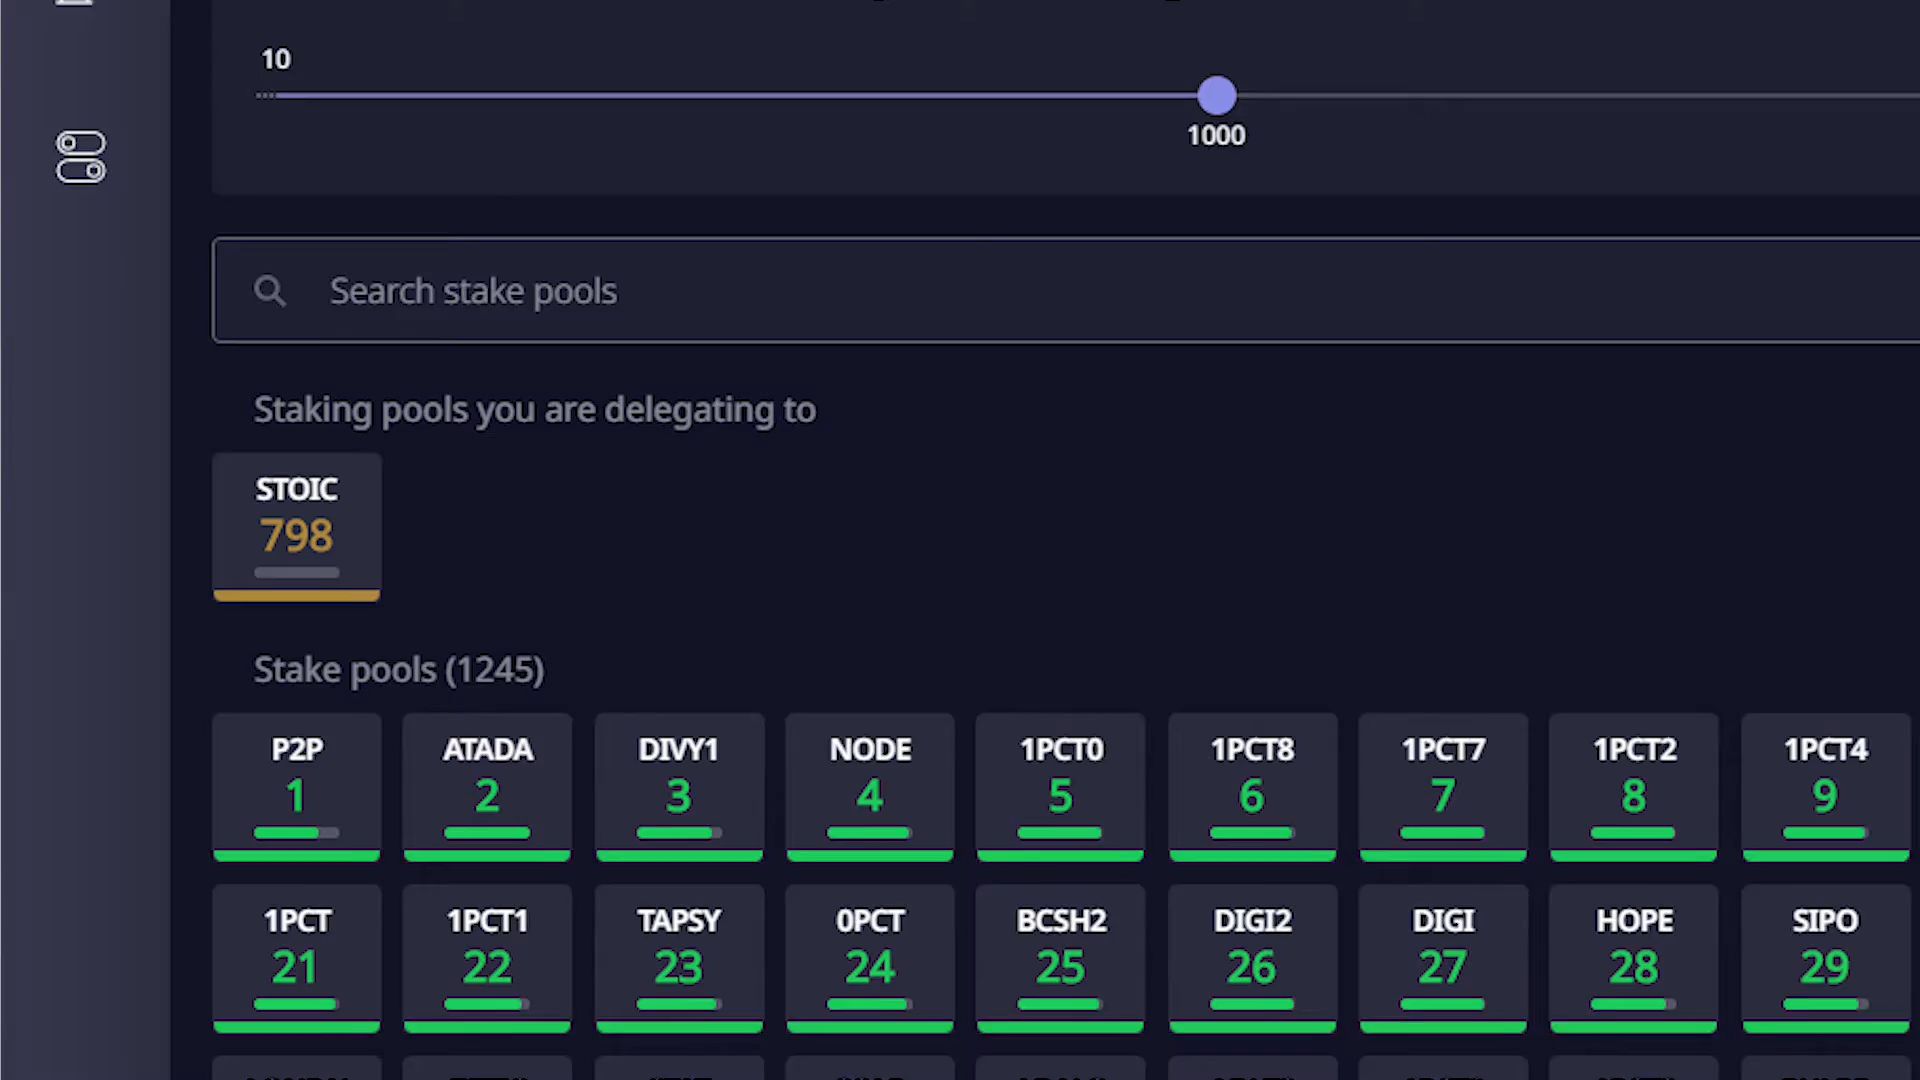 10
1000
Search stake pools
Staking pools you are delegating to
STOIC
798
Stake pools (1245)
P2P ATADA DIVY1 NODE 1PCT0 1PCT8 1PCT7 1PCT2 1PCT4
1 2 3 4 5 6 7 8 9
1PCT 1PCT1 TAPSY 0PCT BCSH2 DIGI2 DIGI HOPE SIPO
21 22 23 24 25 26 27 28 29